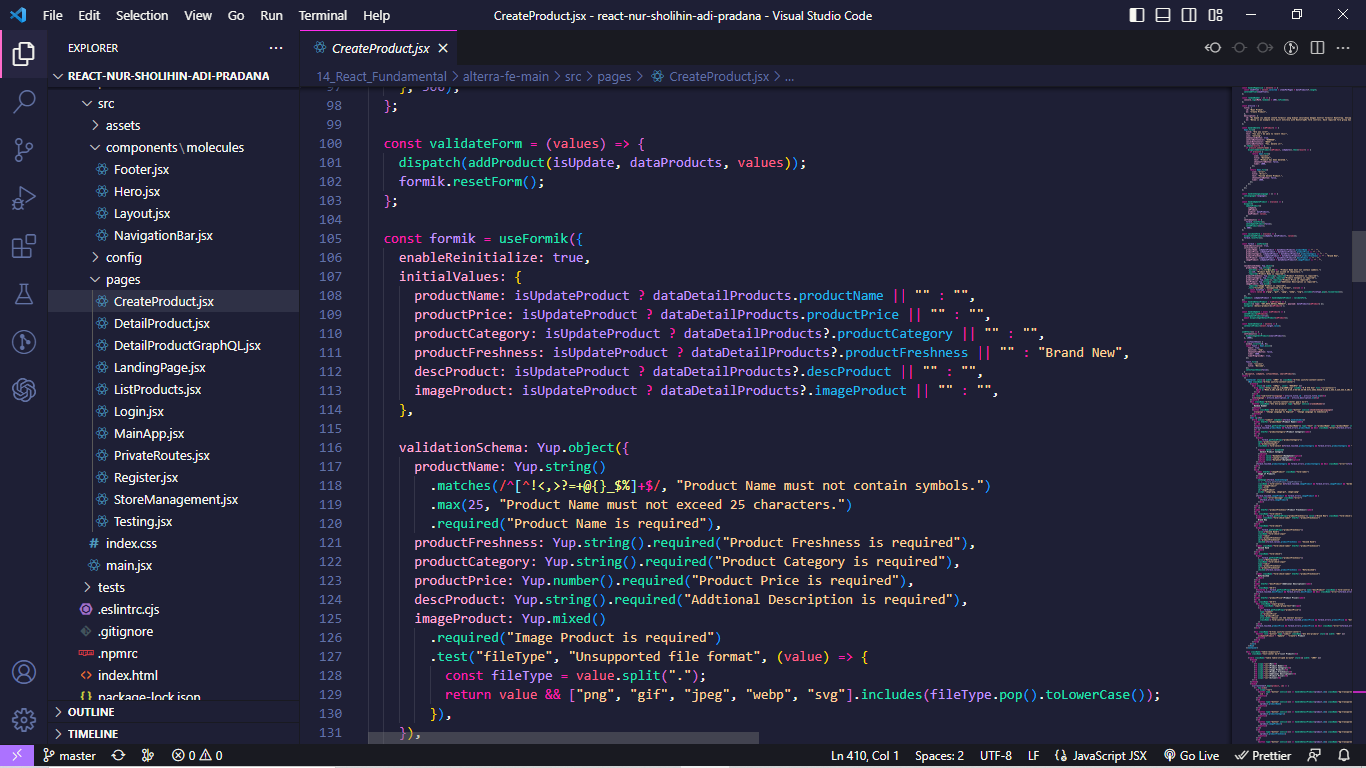 File Edit Selection View Go Run Terminal Help
CreateProduct.jsx - react-nur-sholihin-adi-pradana - Visual Studio Code
EXPLORER
REACT-NUR-SHOLIHIN-ADI-PRADANA
src
assets
components\molecules
Footer.jsx
Hero.jsx
Layout.jsx
NavigationBar.jsx
config
pages
CreateProduct.jsx
DetailProduct.jsx
DetailProductGraphQL.jsx
LandingPage.jsx
ListProducts.jsx
Login.jsx
MainApp.jsx
PrivateRoutes.jsx
Register.jsx
StoreManagement.jsx
Testing.jsx
index.css
main.jsx
tests
.eslintrc.cjs
.gitignore
.npmrc
index.html
package-lock.json
OUTLINE
TIMELINE
CreateProduct.jsx
14_React_Fundamental > alterra-fe-main > src > pages > CreateProduct.jsx > ...
97 }, 500);
98 };
99
100 const validateForm = (values) => {
101 dispatch(addProduct(isUpdate, dataProducts, values));
102 formik.resetForm();
103 };
104
105 const formik = useFormik({
106 enableReinitialize: true,
107 initialValues: {
108 productName: isUpdateProduct ? dataDetailProducts.productName || "" : "",
109 productPrice: isUpdateProduct ? dataDetailProducts.productPrice || "" : "",
110 productCategory: isUpdateProduct ? dataDetailProducts?.productCategory || "" : "",
111 productFreshness: isUpdateProduct ? dataDetailProducts?.productFreshness || "" : "Brand New",
112 descProduct: isUpdateProduct ? dataDetailProducts?.descProduct || "" : "",
113 imageProduct: isUpdateProduct ? dataDetailProducts?.imageProduct || "" : "",
114 },
115
116 validationSchema: Yup.object({
117 productName: Yup.string()
118 .matches(/^[^!<,>?=+@{}_$%]+$/, "Product Name must not contain symbols.")
119 .max(25, "Product Name must not exceed 25 characters.")
120 .required("Product Name is required"),
121 productFreshness: Yup.string().required("Product Freshness is required"),
122 productCategory: Yup.string().required("Product Category is required"),
123 productPrice: Yup.number().required("Product Price is required"),
124 descProduct: Yup.string().required("Addtional Description is required"),
125 imageProduct: Yup.mixed()
126 .required("Image Product is required")
127 .test("fileType", "Unsupported file format", (value) => {
128 const fileType = value.split(".");
129 return value && ["png", "gif", "jpeg", "webp", "svg"].includes(fileType.pop().toLowerCase());
130 }),
131 }),
master
0 0
Ln 410, Col 1
Spaces: 2
UTF-8
LF
JavaScript JSX
Go Live
Prettier